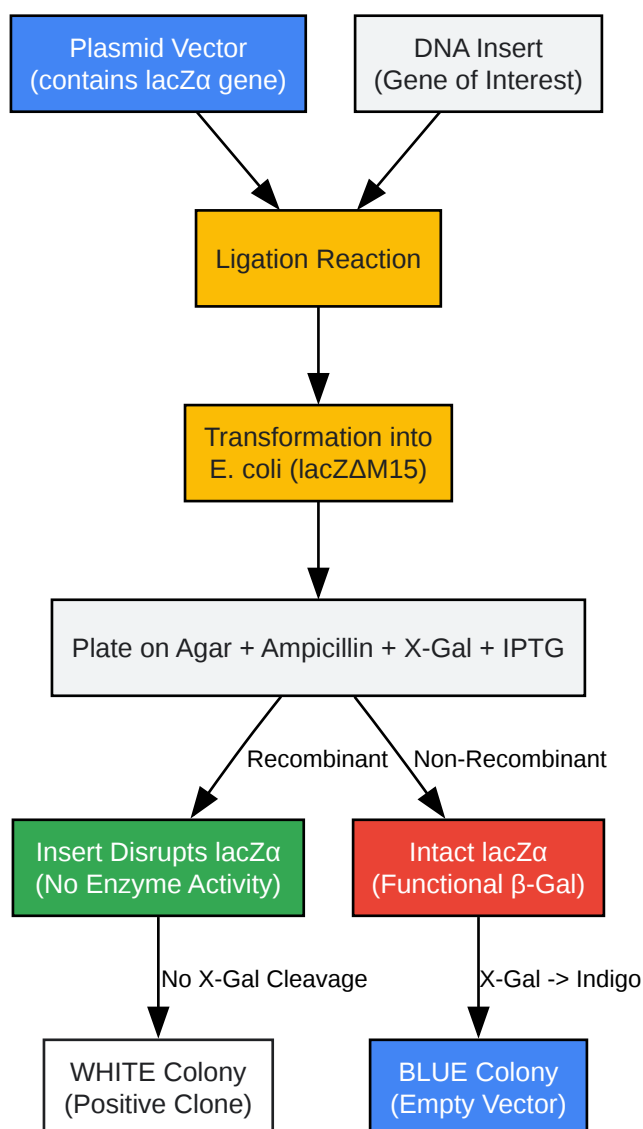 Plasmid Vector
(contains lacZα gene)
DNA Insert
(Gene of Interest)
Ligation Reaction
Transformation into
E. coli (lacZΔM15)
Plate on Agar + Ampicillin + X-Gal + IPTG
Recombinant
Non-Recombinant
Insert Disrupts lacZα
(No Enzyme Activity)
Intact lacZα
(Functional β-Gal)
No X-Gal Cleavage
X-Gal -> Indigo
WHITE Colony
(Positive Clone)
BLUE Colony
(Empty Vector)